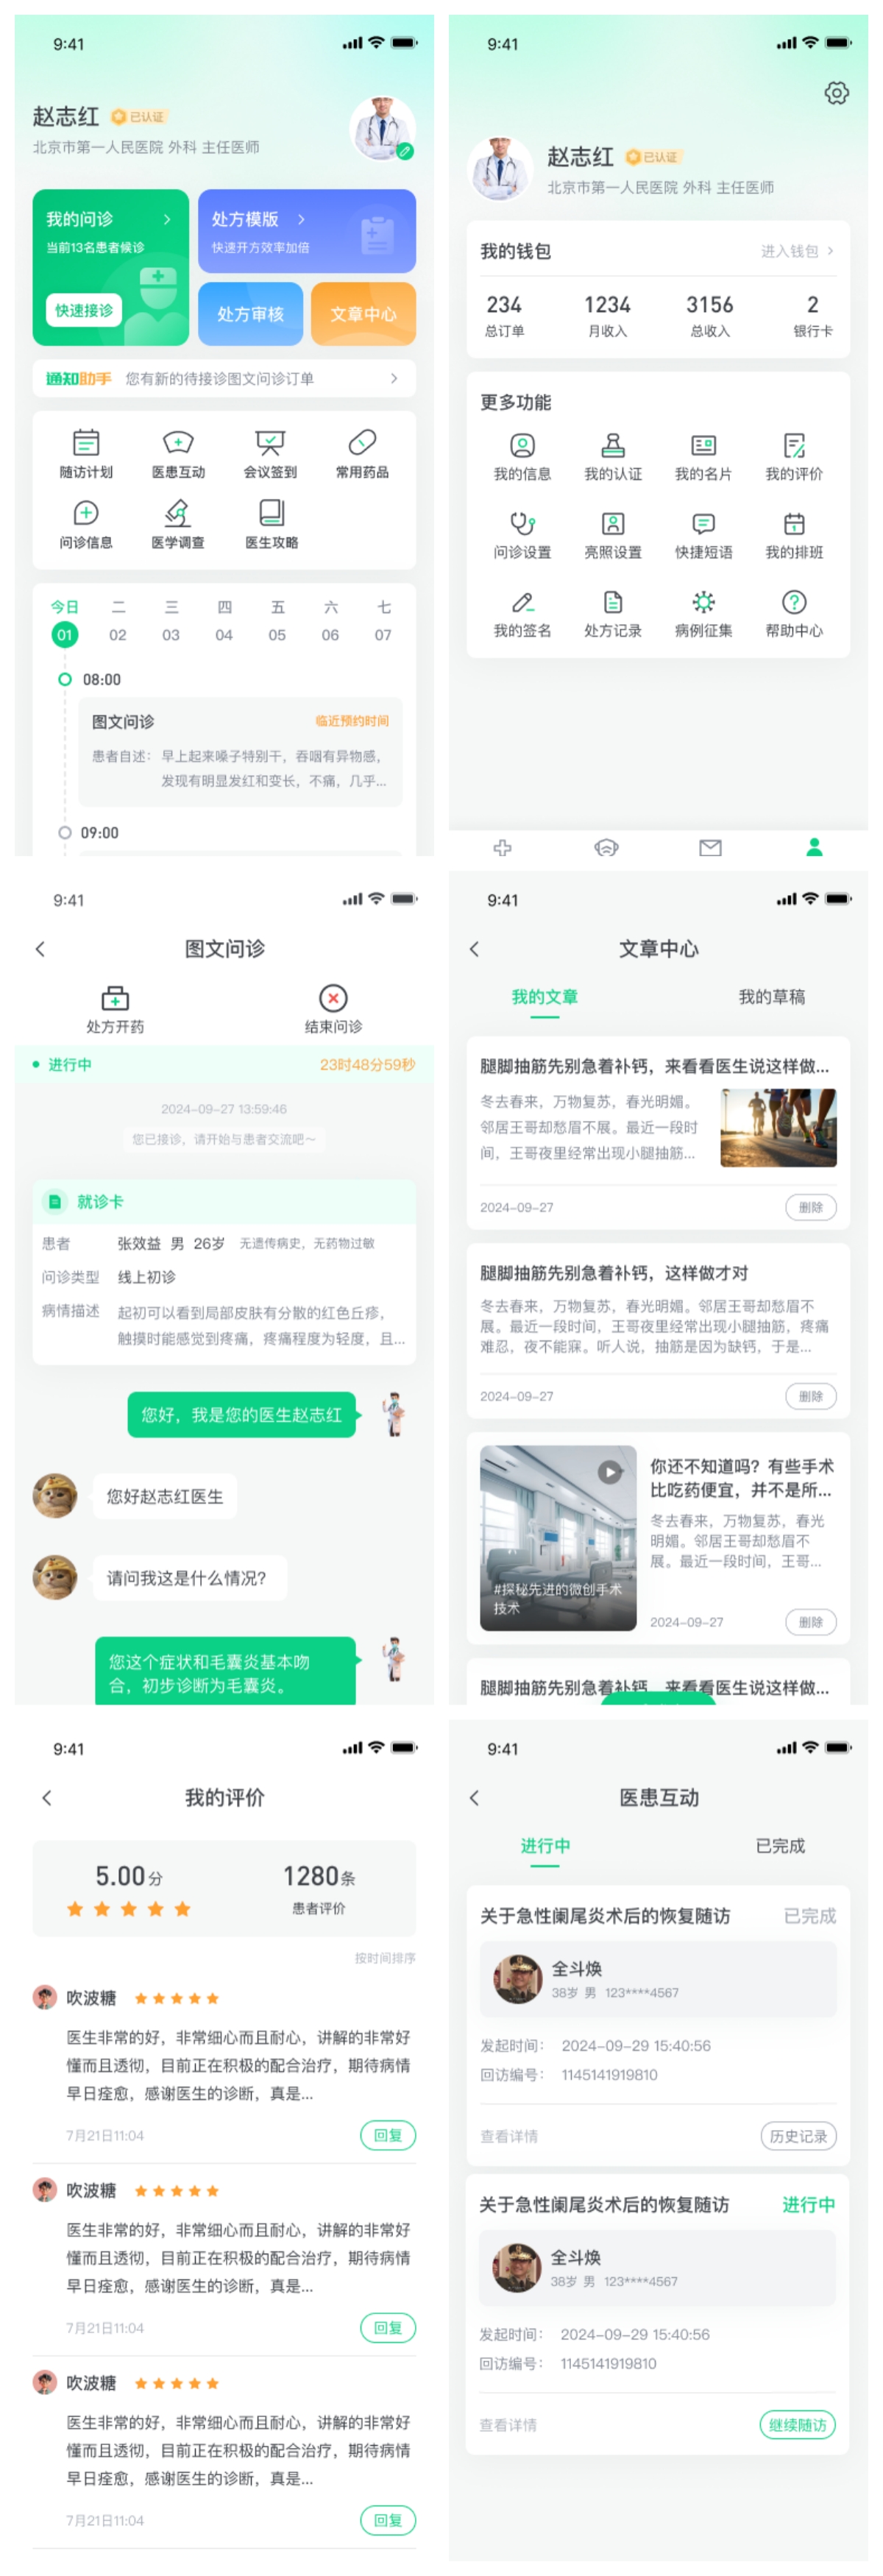 9:41
赵志红 已认证
北京市第一人民医院 外科 主任医师
我的问诊
当前13名患者候诊
快速接诊
处方模版
快速开方效率加倍
处方审核
文章中心
通知助手 您有新的待接诊图文问诊订单
随访计划 医患互动 会议签到 常用药品
问诊信息 医学调查 医生攻略
今日 二 三 四 五 六 七
01 02 03 04 05 06 07
08:00
图文问诊 临近预约时间
患者自述： 早上起来嗓子特别干，吞咽有异物感，
发现有明显发红和变长，不痛，几乎...
09:00
9:41
赵志红 已认证
北京市第一人民医院 外科 主任医师
我的钱包 进入钱包
234 1234 3156 2
总订单 月收入 总收入 银行卡
更多功能
我的信息 我的认证 我的名片 我的评价
问诊设置 亮照设置 快捷短语 我的排班
我的签名 处方记录 病例征集 帮助中心
9:41
图文问诊
处方开药 结束问诊
进行中 23时48分59秒
2024-09-27 13:59:46
您已接诊，请开始与患者交流吧～
就诊卡
患者 张效益 男 26岁 无遗传病史，无药物过敏
问诊类型 线上初诊
病情描述 起初可以看到局部皮肤有分散的红色丘疹，
触摸时能感觉到疼痛，疼痛程度为轻度，且...
您好，我是您的医生赵志红
您好赵志红医生
请问我这是什么情况？
您这个症状和毛囊炎基本吻
合，初步诊断为毛囊炎。
9:41
文章中心
我的文章 我的草稿
腿脚抽筋先别急着补钙，来看看医生说这样做...
冬去春来，万物复苏，春光明媚。
邻居王哥却愁眉不展。最近一段时
间，王哥夜里经常出现小腿抽筋...
2024-09-27 删除
腿脚抽筋先别急着补钙，这样做才对
冬去春来，万物复苏，春光明媚。邻居王哥却愁眉不
展。最近一段时间，王哥夜里经常出现小腿抽筋，疼痛
难忍，夜不能寐。听人说，抽筋是因为缺钙，于是...
2024-09-27 删除
#探秘先进的微创手术
技术
你还不知道吗？有些手术
比吃药便宜，并不是所...
冬去春来，万物复苏，春光
明媚。邻居王哥却愁眉不
展。最近一段时间，王哥...
2024-09-27 删除
腿脚抽筋先别急着补钙，来看看医生说这样做...
9:41
我的评价
5.00分 1280条
患者评价
按时间排序
吹波糖
医生非常的好，非常细心而且耐心，讲解的非常好
懂而且透彻，目前正在积极的配合治疗，期待病情
早日痊愈，感谢医生的诊断，真是...
7月21日11:04 回复
吹波糖
医生非常的好，非常细心而且耐心，讲解的非常好
懂而且透彻，目前正在积极的配合治疗，期待病情
早日痊愈，感谢医生的诊断，真是...
7月21日11:04 回复
吹波糖
医生非常的好，非常细心而且耐心，讲解的非常好
懂而且透彻，目前正在积极的配合治疗，期待病情
早日痊愈，感谢医生的诊断，真是...
7月21日11:04 回复
9:41
医患互动
进行中 已完成
关于急性阑尾炎术后的恢复随访 已完成
全斗焕
38岁 男 123****4567
发起时间： 2024-09-29 15:40:56
回访编号： 1145141919810
查看详情 历史记录
关于急性阑尾炎术后的恢复随访 进行中
全斗焕
38岁 男 123****4567
发起时间： 2024-09-29 15:40:56
回访编号： 1145141919810
查看详情 继续随访